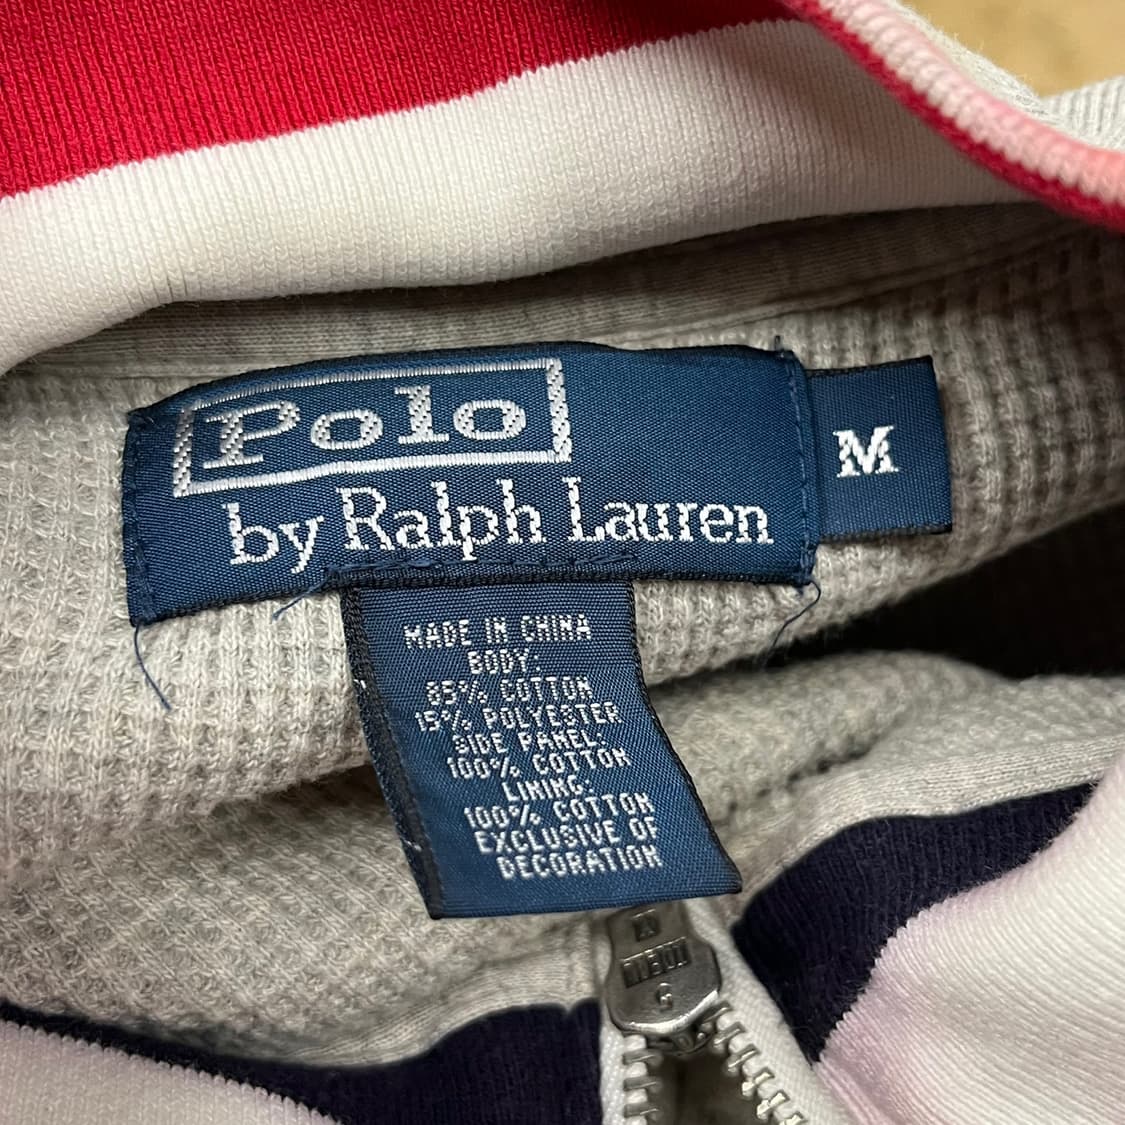 Polo
by Ralph Lauren
M
MADE IN CHINA
BODY:
85% COTTON
15% POLYESTER
SIDE PANEL:
100% COTTON
LINING:
100% COTTON
EXCLUSIVE OF
DECORATION